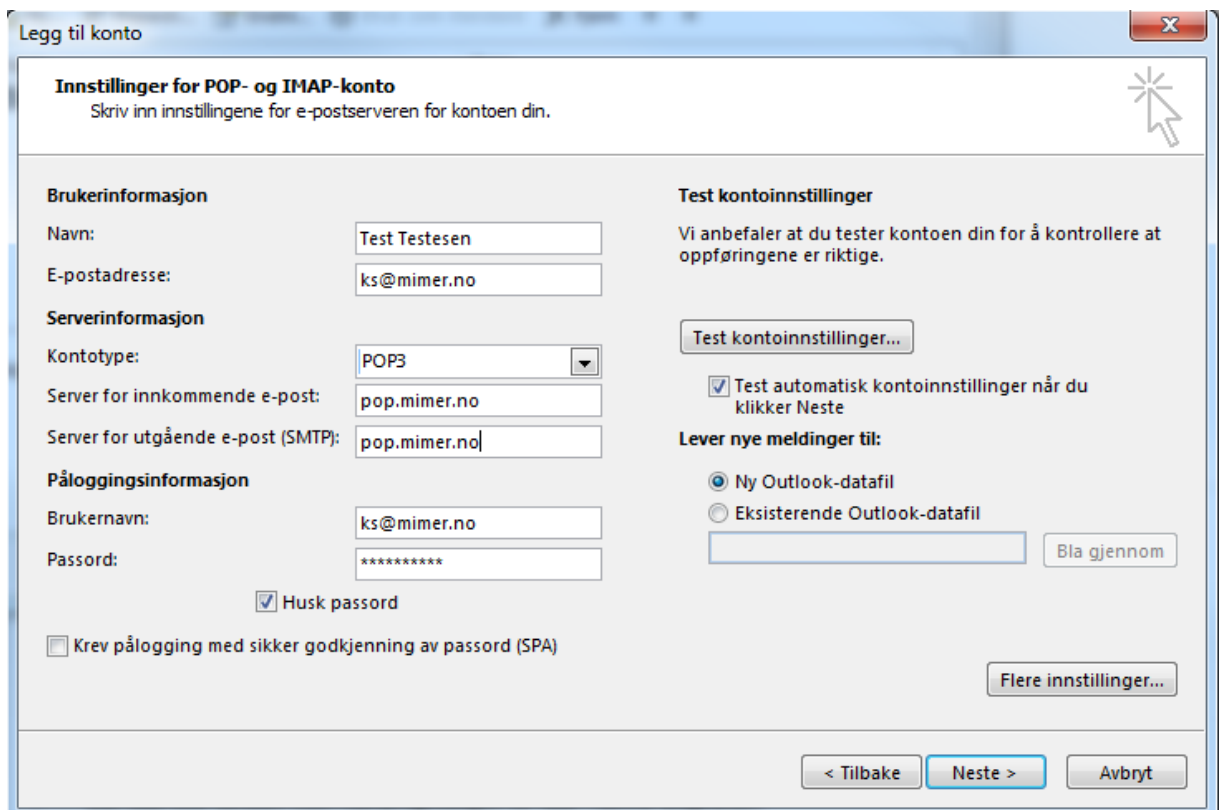 Legg til konto
Innstillinger for POP- og IMAP-konto
Skriv inn innstillingene for e-postserveren for kontoen din.
Brukerinformasjon
Navn: Test Testesen
E-postadresse: ks@mimer.no
Serverinformasjon
Kontotype: POP3
Server for innkommende e-post: pop.mimer.no
Server for utgående e-post (SMTP): pop.mimer.no
Påloggingsinformasjon
Brukernavn: ks@mimer.no
Passord: **********
Husk passord
Krev pålogging med sikker godkjenning av passord (SPA)
Test kontoinnstillinger
Vi anbefaler at du tester kontoen din for å kontrollere at
oppføringene er riktige.
Test kontoinnstillinger...
Test automatisk kontoinnstillinger når du
klikker Neste
Lever nye meldinger til:
Ny Outlook-datafil
Eksisterende Outlook-datafil
Bla gjennom
Flere innstillinger...
< Tilbake
Neste >
Avbryt